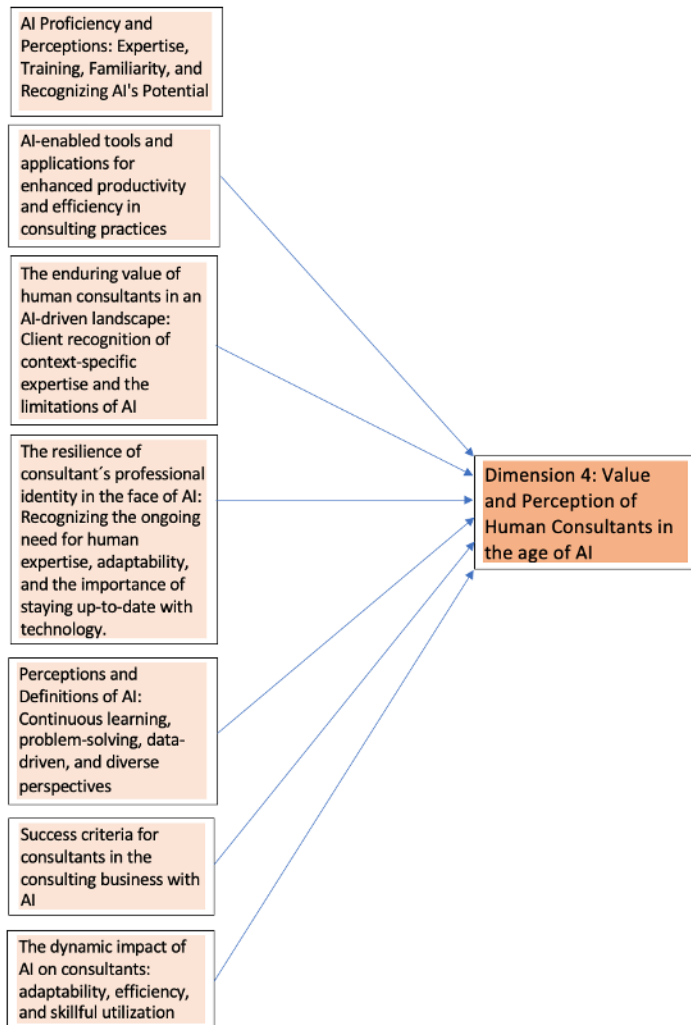 AI Proficiency and
Perceptions: Expertise,
Training, Familiarity, and
Recognizing AI's Potential
AI-enabled tools and
applications for
enhanced productivity
and efficiency in
consulting practices
The enduring value of
human consultants in an
AI-driven landscape:
Client recognition of
context-specific
expertise and the
limitations of AI
The resilience of
consultant´s professional
identity in the face of AI:
Recognizing the ongoing
need for human
expertise, adaptability,
and the importance of
staying up-to-date with
technology.
Dimension 4: Value
and Perception of
Human Consultants in
the age of AI
Perceptions and
Definitions of AI:
Continuous learning,
problem-solving, data-
driven, and diverse
perspectives
Success criteria for
consultants in the
consulting business with
AI
The dynamic impact of
AI on consultants:
adaptability, efficiency,
and skillful utilization